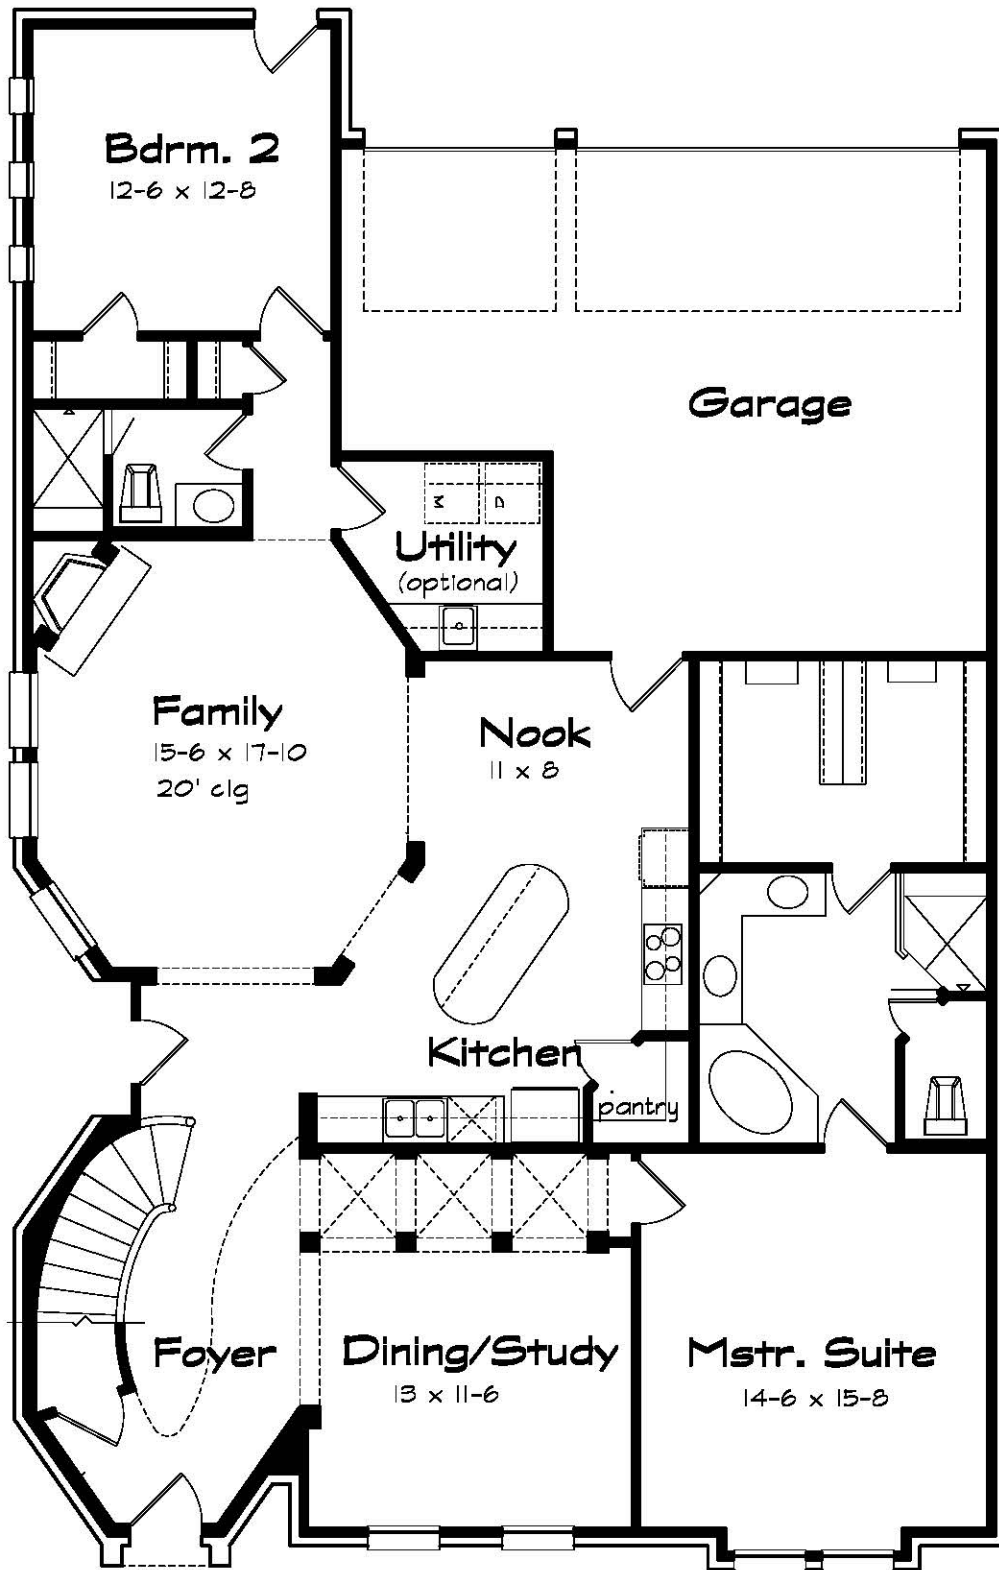 Bdrm. 2
12-6 x 12-8
Garage
W D
Utility
(optional)
Family
15-6 x 17-10
20' clg
Nook
11 x 8
Kitchen
pantry
Foyer
Dining/Study
13 x 11-6
Mstr. Suite
14-6 x 15-8